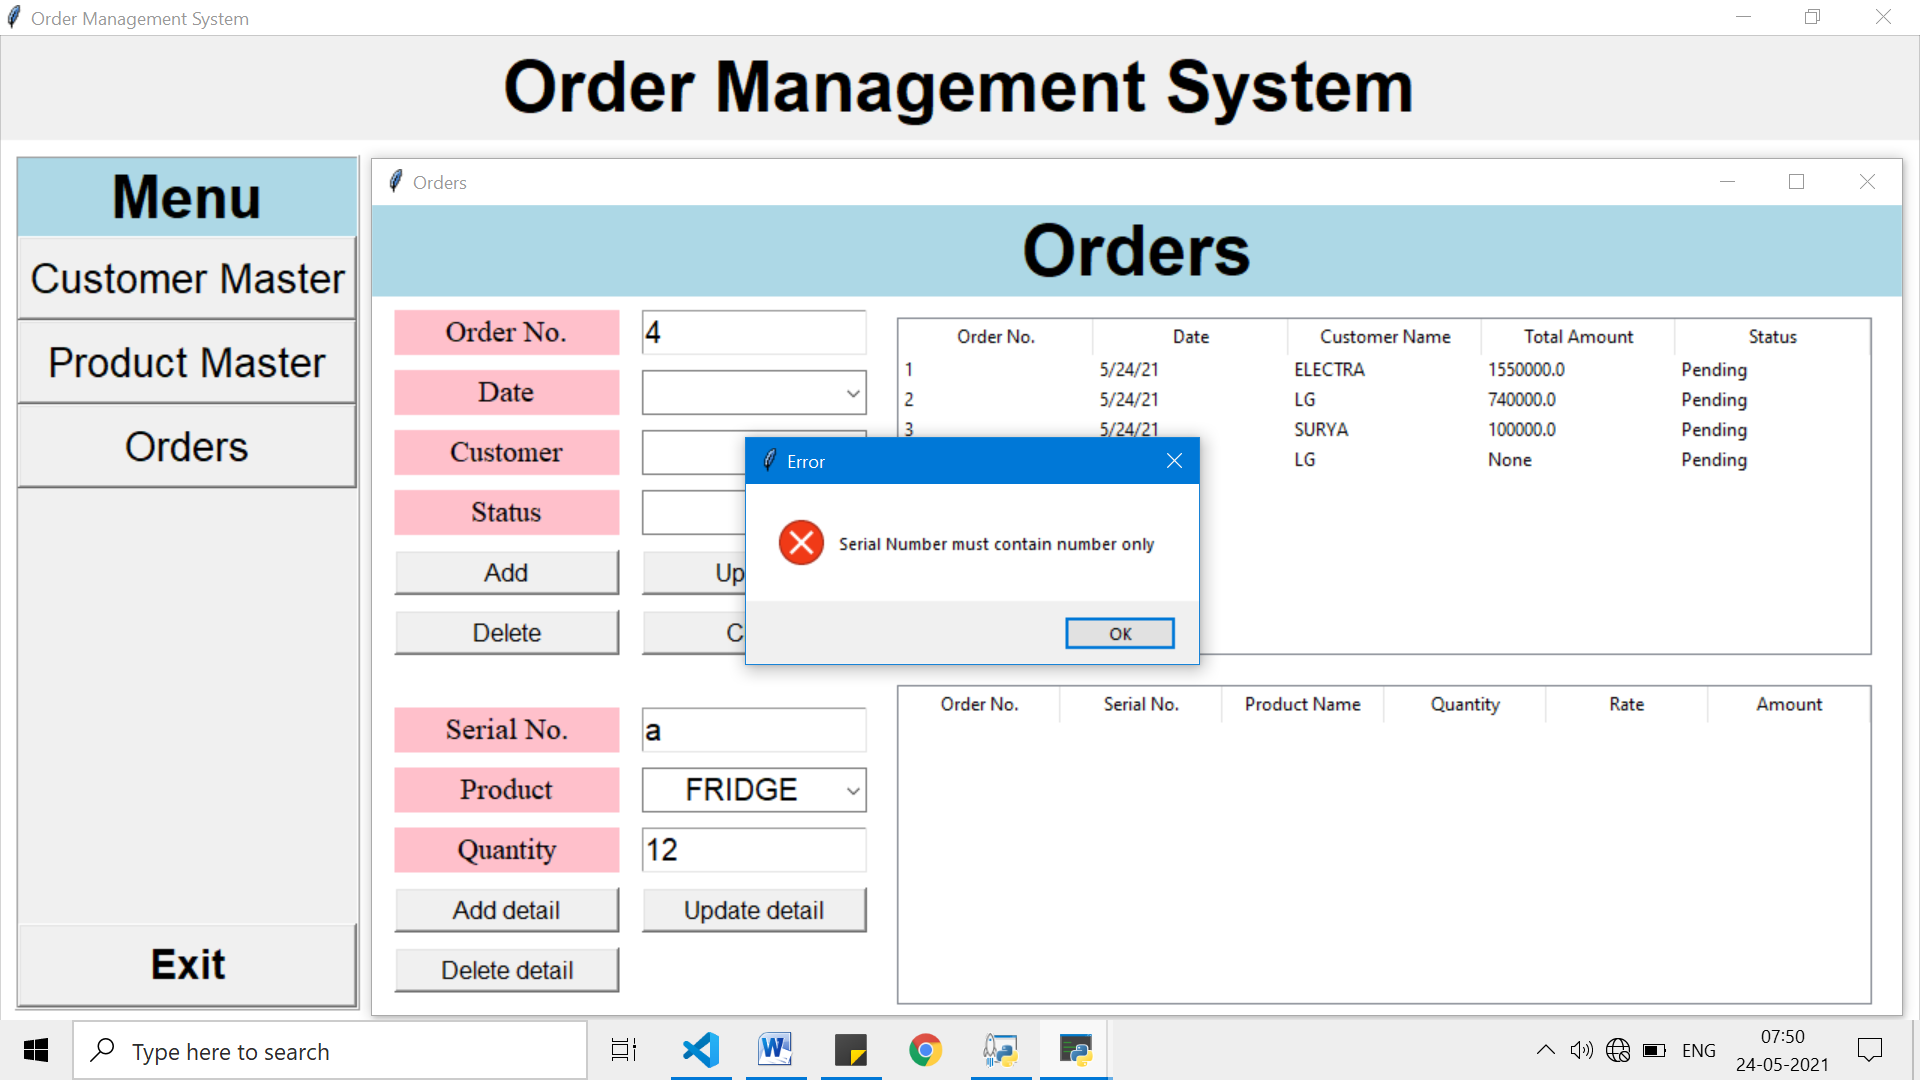 Order Management System
Order Management System
Menu
Customer Master
Product Master
Orders
Exit
Orders
Orders
Order No. 4
Date
Customer
Status
Add Up
Delete C
Order No. Date Customer Name Total Amount Status
1 5/24/21 ELECTRA 1550000.0 Pending
2 5/24/21 LG 740000.0 Pending
3 5/24/21 SURYA 100000.0 Pending
LG None Pending
Error
Serial Number must contain number only
OK
Serial No. a
Product FRIDGE
Quantity 12
Add detail Update detail
Delete detail
Order No. Serial No. Product Name Quantity Rate Amount
Type here to search
ENG
07:50
24-05-2021